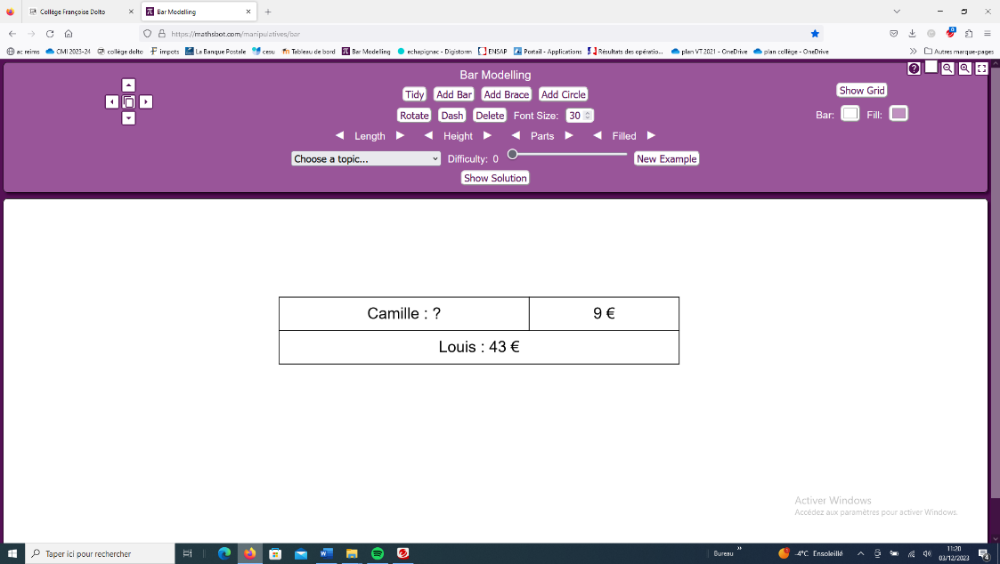 Collège Françoise Dolto
Bar Modelling
https://mathsbot.com/manipulatives/bar
ac reims CMI 2023-24 collège dolto impots La Banque Postale cesu Tableau de bord Bar Modelling echapignac - Digistorm ENSAP Portail - Applications Résultats des opératio... plan VT 2021 - OneDrive plan collège - OneDrive Autres marque-pages
Bar Modelling
Tidy Add Bar Add Brace Add Circle Show Grid
Rotate Dash Delete Font Size: 30 Bar: Fill:
Length Height Parts Filled
Choose a topic... Difficulty: 0 New Example
Show Solution
Camille : ? 9 €
Louis : 43 €
Activer Windows
Accédez aux paramètres pour activer Windows.
Taper ici pour rechercher Bureau -4°C Ensoleillé 11:20
03/12/2023 4